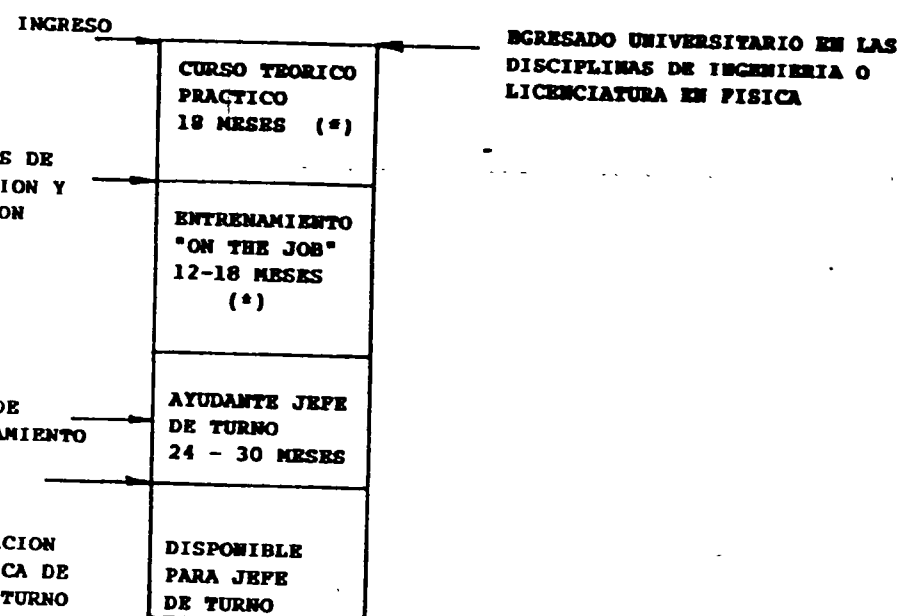 INGRESO
EGRESADO UNIVERSITARIO EN LAS
DISCIPLINAS DE INGENIERIA O
LICENCIATURA EN FISICA
CURSO TEORICO
PRACTICO
18 MESES (*)
S DE
ION Y
ON
ENTRENAMIENTO
"ON THE JOB"
12-18 MESES
(*)
DE
AMIENTO
AYUDANTE JEFE
DE TURNO
24 - 30 MESES
ACION
CA DE
TURNO
DISPONIBLE
PARA JEFE
DE TURNO